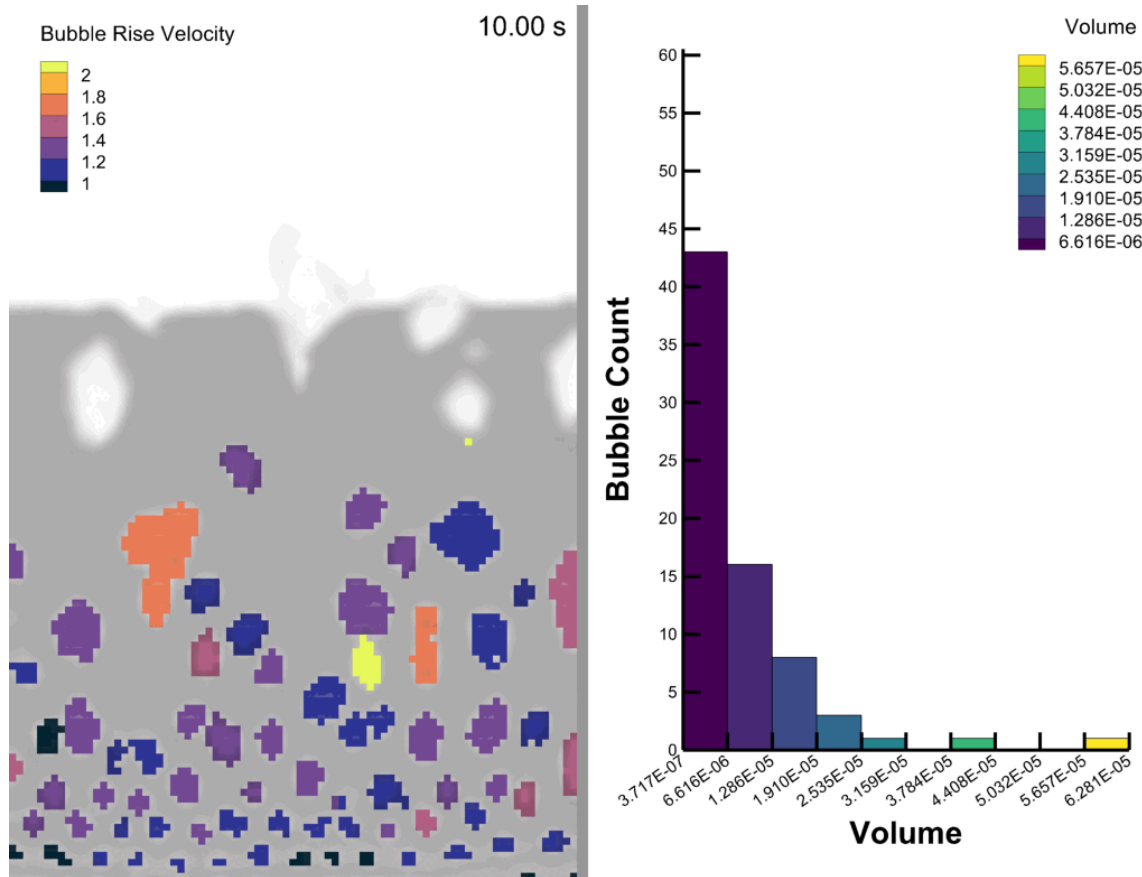 Bubble Rise Velocity
10.00 s
2
1.8
1.6
1.4
1.2
1
Volume
5.657E-05
5.032E-05
4.408E-05
3.784E-05
3.159E-05
2.535E-05
1.910E-05
1.286E-05
6.616E-06
60
55
50
45
40
35
30
25
20
15
10
5
0
Bubble Count
3.717E-07
6.616E-06
1.286E-05
1.910E-05
2.535E-05
3.159E-05
3.784E-05
4.408E-05
5.032E-05
5.657E-05
6.281E-05
Volume